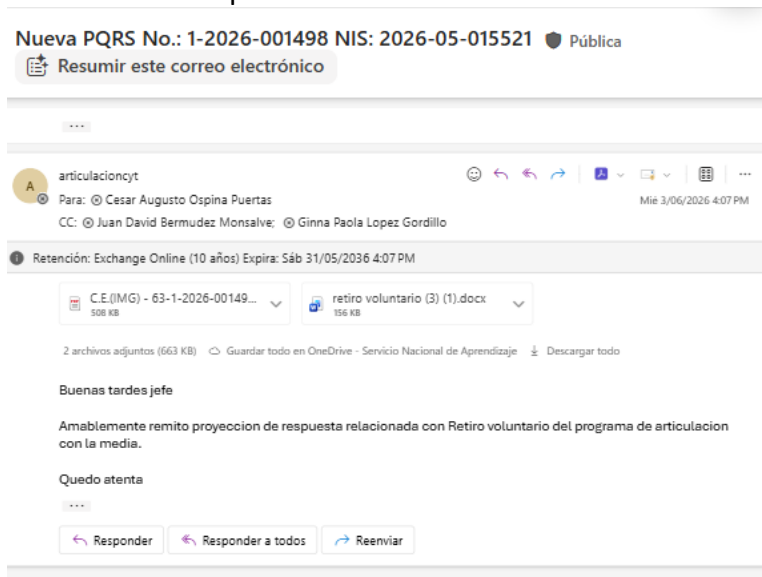 Nueva PQRS No.: 1-2026-001498 NIS: 2026-05-015521 Pública
Resumir este correo electrónico
...
A
articulacioncyt
Para: Cesar Augusto Ospina Puertas
Mié 3/06/2026 4:07 PM
CC: Juan David Bermudez Monsalve; Ginna Paola Lopez Gordillo
Retención: Exchange Online (10 años) Expira: Sáb 31/05/2036 4:07 PM
C.E.(IMG) - 63-1-2026-00149...
508 KB
retiro voluntario (3) (1).docx
156 KB
2 archivos adjuntos (663 KB) Guardar todo en OneDrive - Servicio Nacional de Aprendizaje Descargar todo
Buenas tardes jefe
Amablemente remito proyeccion de respuesta relacionada con Retiro voluntario del programa de articulacion
con la media.
Quedo atenta
...
Responder Responder a todos Reenviar